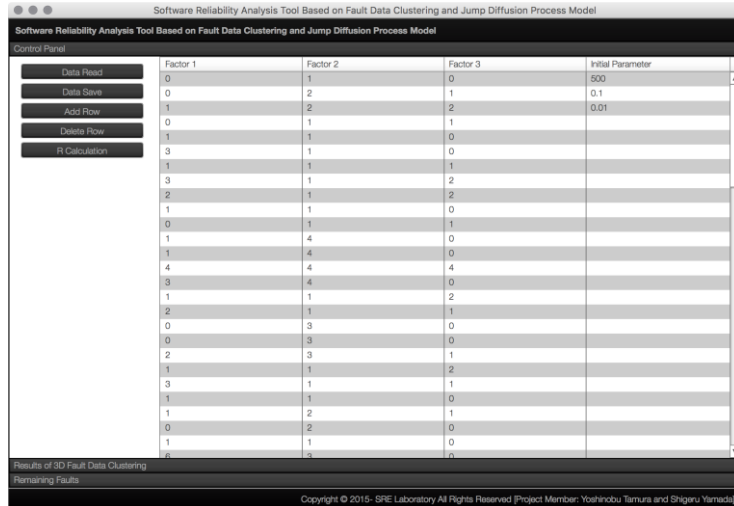 Software Reliability Analysis Tool Based on Fault Data Clustering and Jump Diffusion Process Model
Software Reliability Analysis Tool Based on Fault Data Clustering and Jump Diffusion Process Model
Control Panel
Data Read
Data Save
Add Row
Delete Row
R Calculation
Factor 1 Factor 2 Factor 3 Initial Parameter
0 1 0 500
0 2 1 0.1
1 2 2 0.01
0 1 1
1 1 0
3 1 0
1 1 1
3 1 2
2 1 2
1 1 0
0 1 1
1 4 0
1 4 0
4 4 4
3 4 0
1 1 2
2 1 1
0 3 0
0 3 0
2 3 1
1 1 2
3 1 1
1 1 0
1 2 1
0 2 0
1 1 0
6 3 0
Results of 3D Fault Data Clustering
Remaining Faults
Copyright © 2015- SRE Laboratory All Rights Reserved [Project Member: Yoshinobu Tamura and Shigeru Yamada]